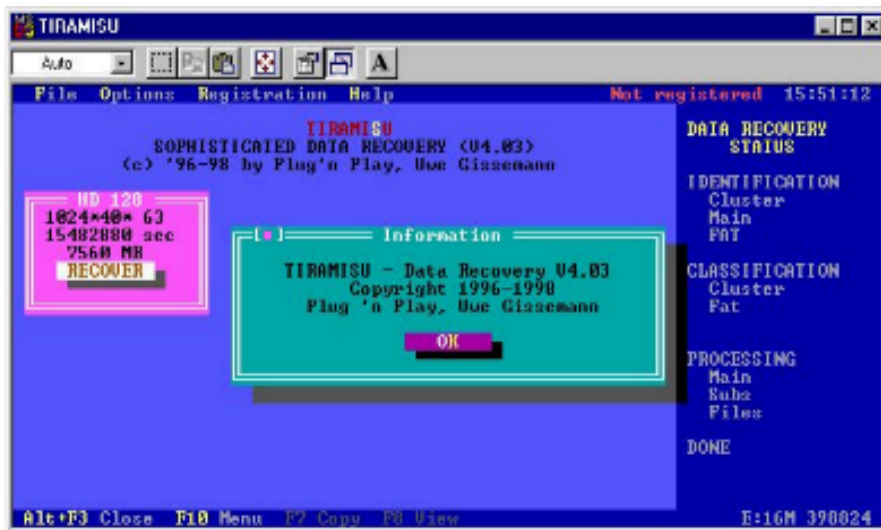 TIRAMISU
Auto
A
File Options Registration Help Not registered 15:51:12
TIRAMISU
SOPHISTICATED DATA RECOVERY (V4.03)
(c) '96-98 by Plug'n Play, Uwe Gissemann
HD 128
1024*40* 63
15482880 sec
7560 MB
RECOVER
Information
TIRAMISU - Data Recovery V4.03
Copyright 1996-1998
Plug 'n Play, Uwe Gissemann
OK
DATA RECOVERY
STATUS
IDENTIFICATION
Cluster
Main
FAT
CLASSIFICATION
Cluster
Fat
PROCESSING
Main
Subs
Files
DONE
Alt+F3 Close F10 Menu F7 Copy F8 View E:16M 398824